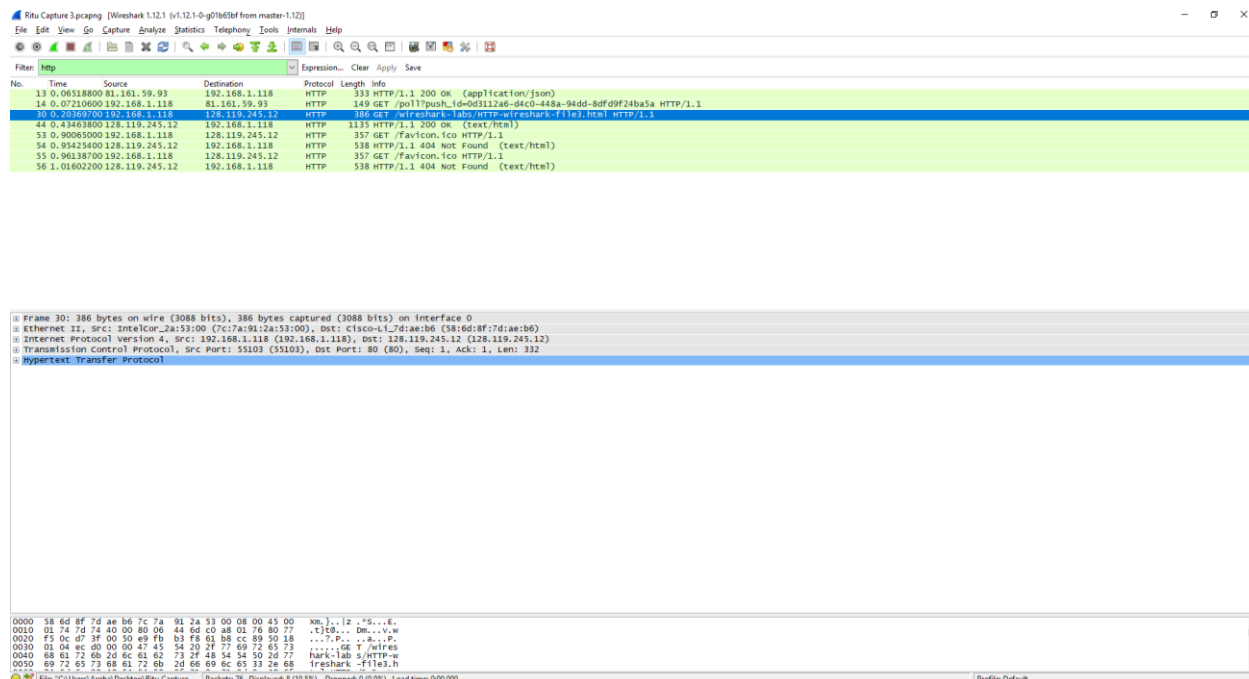 Ritu Capture 3.pcapng [Wireshark 1.12.1 (v1.12.1-0-g01b65bf from master-1.12)]
File Edit View Go Capture Analyze Statistics Telephony Tools Internals Help
Filter: http Expression... Clear Apply Save
No. Time Source Destination Protocol Length Info
13 0.06518800 81.161.59.93 192.168.1.118 HTTP 333 HTTP/1.1 200 OK (application/json)
14 0.07210600 192.168.1.118 81.161.59.93 HTTP 149 GET /poll?push_id=0d3112a6-d4c0-448a-94dd-8dfd9f24ba5a HTTP/1.1
30 0.20369700 192.168.1.118 128.119.245.12 HTTP 386 GET /wireshark-labs/HTTP-wireshark-file3.html HTTP/1.1
44 0.43463800 128.119.245.12 192.168.1.118 HTTP 1135 HTTP/1.1 200 OK (text/html)
53 0.90065000 192.168.1.118 128.119.245.12 HTTP 357 GET /favicon.ico HTTP/1.1
54 0.95425400 128.119.245.12 192.168.1.118 HTTP 538 HTTP/1.1 404 Not Found (text/html)
55 0.96138700 192.168.1.118 128.119.245.12 HTTP 357 GET /favicon.ico HTTP/1.1
56 1.01602200 128.119.245.12 192.168.1.118 HTTP 538 HTTP/1.1 404 Not Found (text/html)
Frame 30: 386 bytes on wire (3088 bits), 386 bytes captured (3088 bits) on interface 0
Ethernet II, Src: IntelCor_2a:53:00 (7c:7a:91:2a:53:00), Dst: Cisco-Li_7d:ae:b6 (58:6d:8f:7d:ae:b6)
Internet Protocol Version 4, Src: 192.168.1.118 (192.168.1.118), Dst: 128.119.245.12 (128.119.245.12)
Transmission Control Protocol, Src Port: 55103 (55103), Dst Port: 80 (80), Seq: 1, Ack: 1, Len: 332
Hypertext Transfer Protocol
0000 58 6d 8f 7d ae b6 7c 7a 91 2a 53 00 08 00 45 00 Xm.}..|z .*S...E.
0010 01 74 7d 74 40 00 80 06 44 6d c0 a8 01 76 80 77 .t}t@... Dm...v.w
0020 f5 0c d7 3f 00 50 e9 fb b3 f8 61 b8 cc 89 50 18 ...?.P.. ..a...P.
0030 01 04 ec d0 00 00 47 45 54 20 2f 77 69 72 65 73 ......GE T /wires
0040 68 61 72 6b 2d 6c 61 62 73 2f 48 54 54 50 2d 77 hark-lab s/HTTP-w
0050 69 72 65 73 68 61 72 6b 2d 66 69 6c 65 33 2e 68 ireshark -file3.h
Packets: 76 Displayed: 8 (10.5%) Dropped: 0 (0.0%) Load time: 0:00.000
Profile: Default